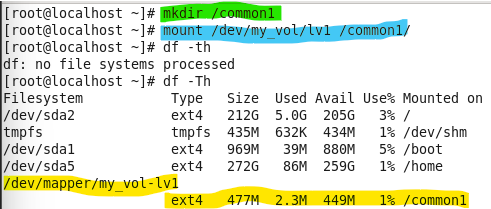 [root@localhost ~]# mkdir /common1
[root@localhost ~]# mount /dev/my_vol/lv1 /common1/
[root@localhost ~]# df -th
df: no file systems processed
[root@localhost ~]# df -Th
Filesystem Type Size Used Avail Use% Mounted on
/dev/sda2 ext4 212G 5.0G 205G 3% /
tmpfs tmpfs 435M 632K 434M 1% /dev/shm
/dev/sda1 ext4 969M 39M 880M 5% /boot
/dev/sda5 ext4 272G 86M 259G 1% /home
/dev/mapper/my_vol-lv1
ext4 477M 2.3M 449M 1% /common1